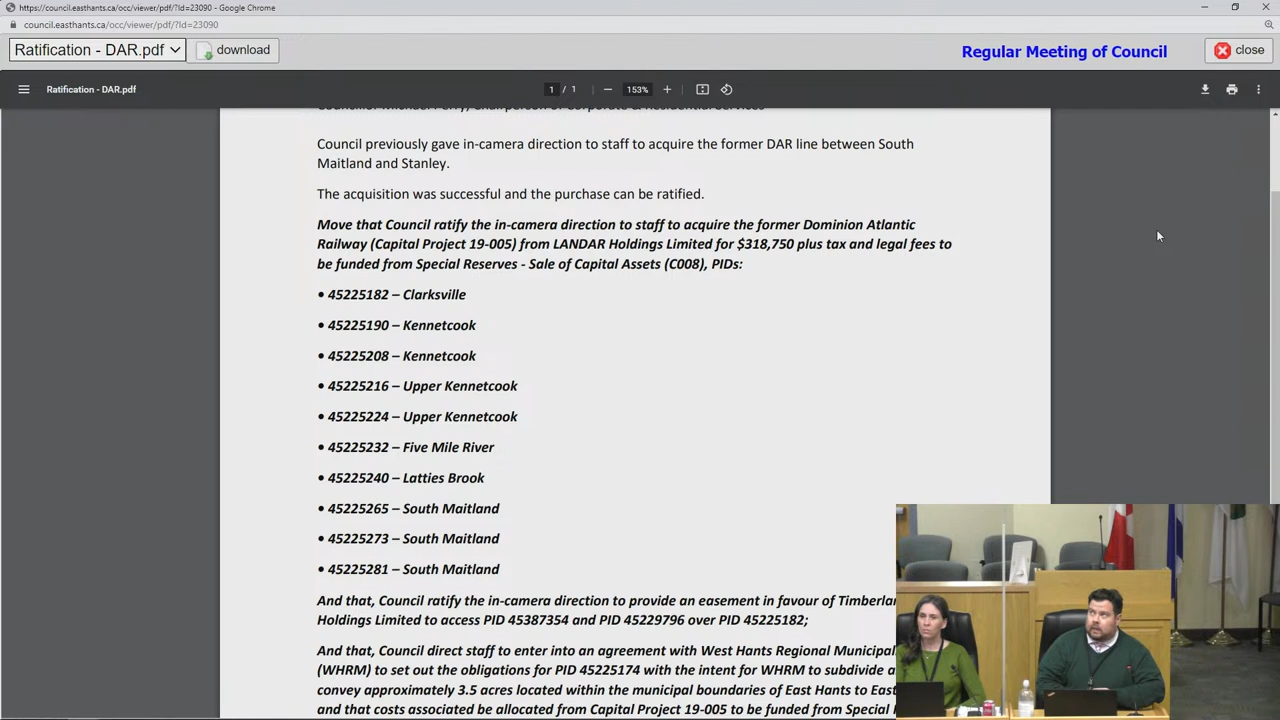 https://council.easthants.ca/occ/viewer/pdf/?Id=23090 - Google Chrome
council.easthants.ca/occ/viewer/pdf/?Id=23090
Ratification - DAR.pdf
download
Regular Meeting of Council
close
Ratification - DAR.pdf
1 / 1
153%
Council previously gave in-camera direction to staff to acquire the former DAR line between South
Maitland and Stanley.
The acquisition was successful and the purchase can be ratified.
Move that Council ratify the in-camera direction to staff to acquire the former Dominion Atlantic
Railway (Capital Project 19-005) from LANDAR Holdings Limited for $318,750 plus tax and legal fees to
be funded from Special Reserves - Sale of Capital Assets (C008), PIDs:
• 45225182 – Clarksville
• 45225190 – Kennetcook
• 45225208 – Kennetcook
• 45225216 – Upper Kennetcook
• 45225224 – Upper Kennetcook
• 45225232 – Five Mile River
• 45225240 – Latties Brook
• 45225265 – South Maitland
• 45225273 – South Maitland
• 45225281 – South Maitland
And that, Council ratify the in-camera direction to provide an easement in favour of Timberlan
Holdings Limited to access PID 45387354 and PID 45229796 over PID 45225182;
And that, Council direct staff to enter into an agreement with West Hants Regional Municipal
(WHRM) to set out the obligations for PID 45225174 with the intent for WHRM to subdivide a
convey approximately 3.5 acres located within the municipal boundaries of East Hants to East
and that costs associated be allocated from Capital Project 19-005 to be funded from Special